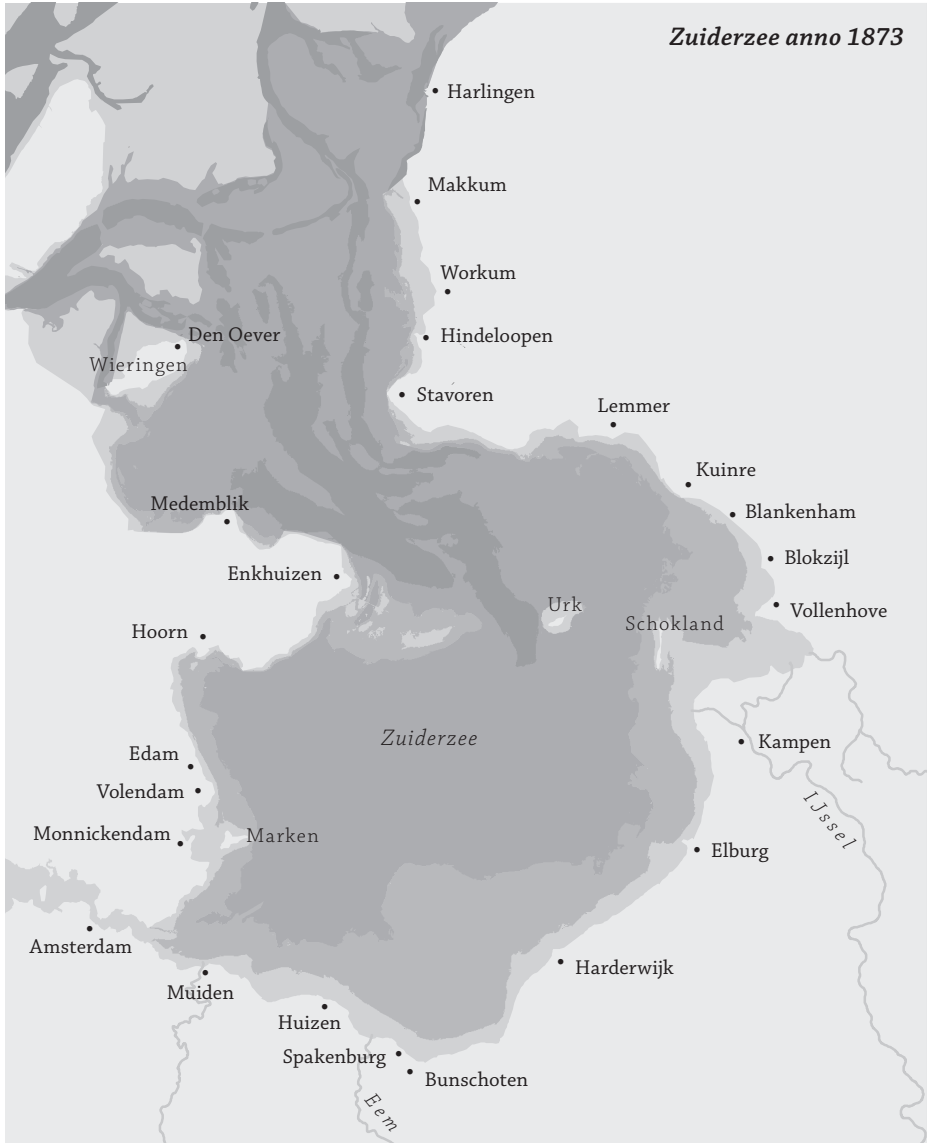 Zuiderzee anno 1873
Harlingen
Makkum
Workum
Den Oever
Hindeloopen
Wieringen
Stavoren
Lemmer
Kuinre
Medemblik
Blankenham
Blokzijl
Enkhuizen
Urk
Vollenhove
Schokland
Hoorn
Zuiderzee
Kampen
Edam
Volendam
IJssel
Monnickendam
Marken
Elburg
Amsterdam
Harderwijk
Muiden
Huizen
Spakenburg
Bunschoten
Eem